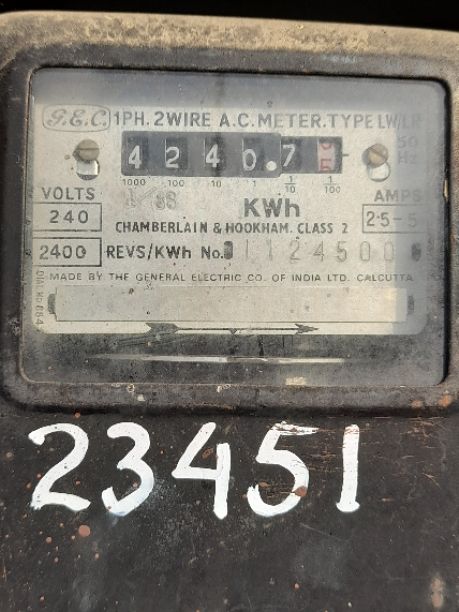 G.E.C. 1PH. 2WIRE A.C. METER. TYPE LW/LR
50 Hz
4 2 4 0 . 7
1000 100 10 1 1/10 1/100
VOLTS 240
KWh
AMPS 2·5-5
CHAMBERLAIN & HOOKHAM. CLASS 2
2400 REVS/KWh No. 1124500
MADE BY THE GENERAL ELECTRIC CO. OF INDIA LTD. CALCUTTA
23451